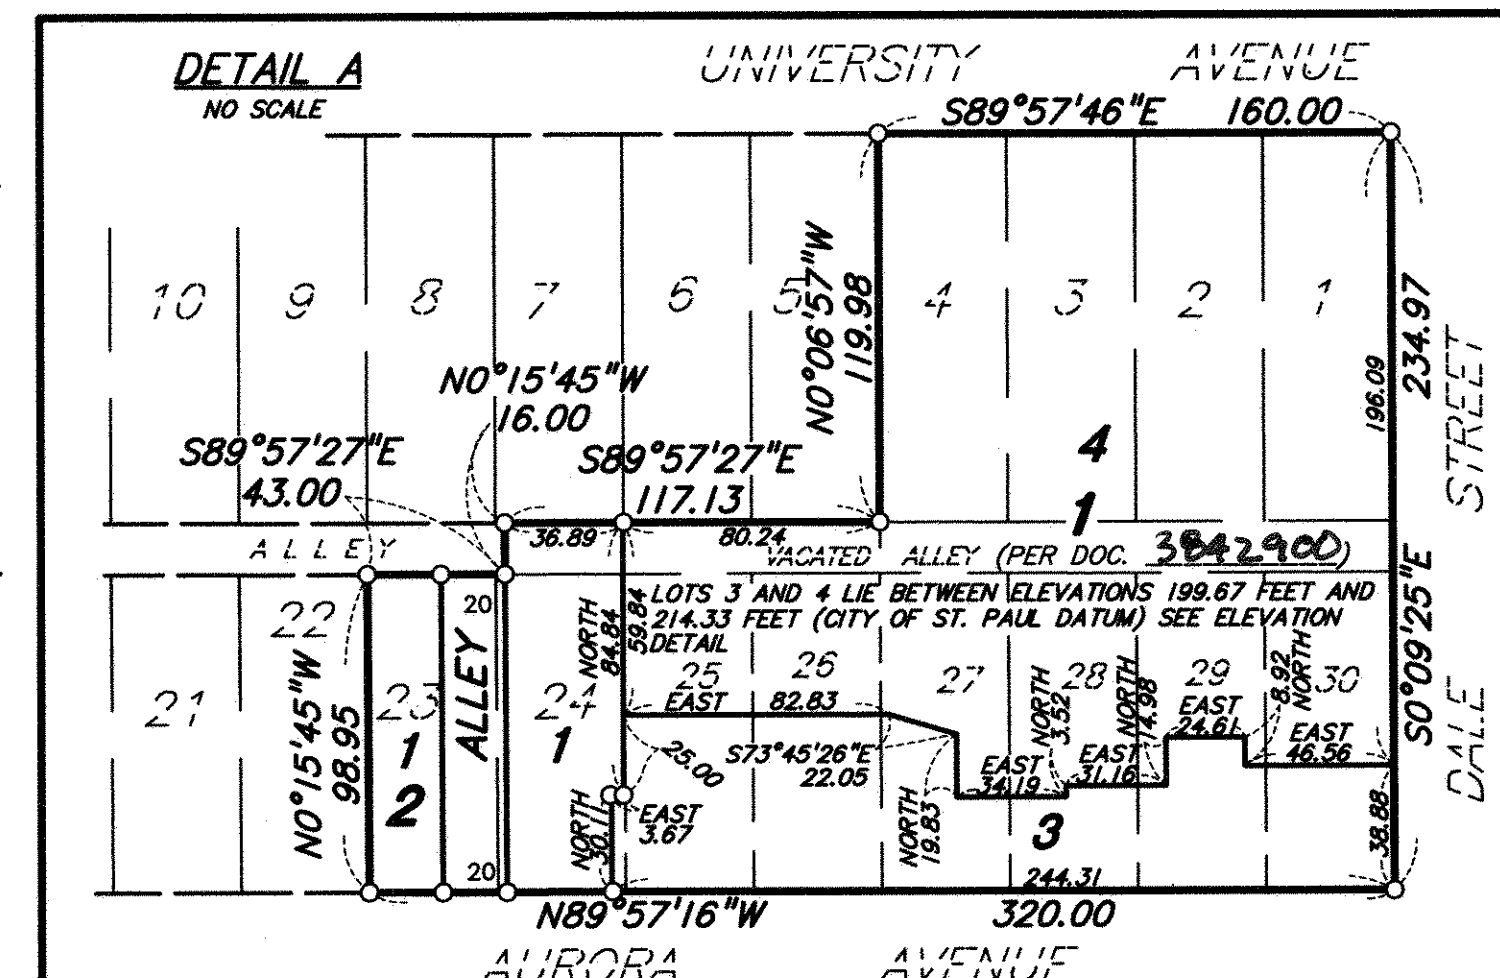 DETAIL A
NO SCALE
UNIVERSITY AVENUE
S89°57'46"E 160.00
10 9 8 7 6 5 4 3 2 1
N0°06'57"W
119.98
234.97
196.09
STREET
N0°15'45"W
16.00
S89°57'27"E
43.00
S89°57'27"E
117.13
4
1
36.89
80.24
ALLEY
VACATED ALLEY (PER DOC. 3842900)
LOTS 3 AND 4 LIE BETWEEN ELEVATIONS 199.67 FEET AND
214.33 FEET (CITY OF ST. PAUL DATUM) SEE ELEVATION
DETAIL
S0°09'25"E
DALE
20
22
21
23
24
25
26
27
28
29
30
N0°15'45"W
98.95
1
2
ALLEY
20
1
NORTH
84.84
59.84
EAST 82.83
25.00
S73°45'26"E
22.05
NORTH
19.83
EAST
34.19
NORTH
3.52
EAST
31.16
NORTH
14.98
EAST
24.61
8.92
NORTH
EAST
46.56
38.88
NORTH
30.11
EAST
3.67
3
244.31
N89°57'16"W
320.00
AURORA AVENUE